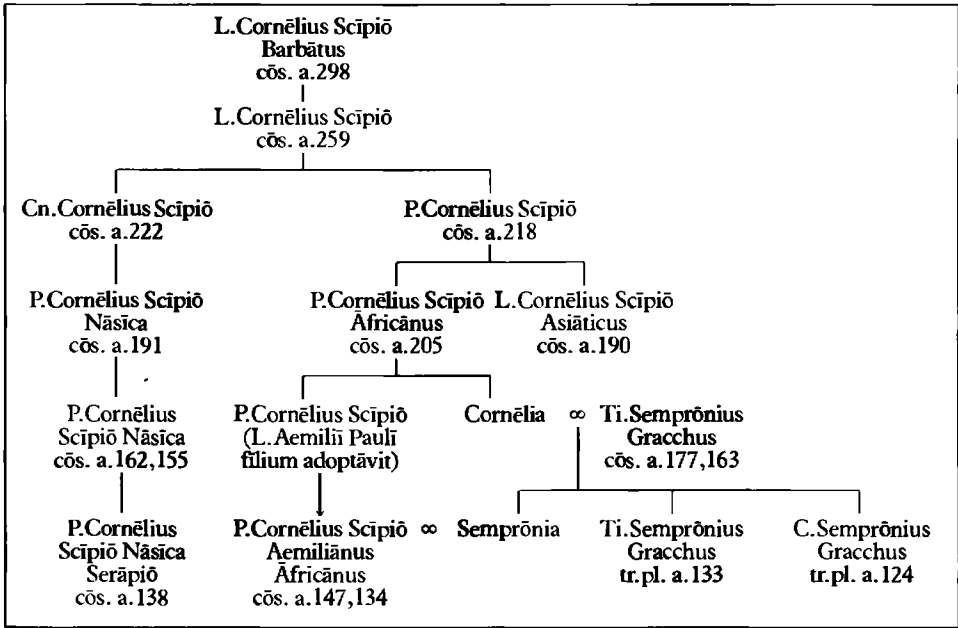 L.Cornēlius Scīpiō
Barbātus
cōs. a.298
L.Cornēlius Scīpiō
cōs. a.259
Cn.Cornēlius Scīpiō
cōs. a.222
P.Cornēlius Scīpiō
cōs. a.218
P.Cornēlius Scīpiō
Nāsīca
cōs. a.191
P.Cornēlius Scīpiō
Āfricānus
cōs. a.205
L.Cornēlius Scīpiō
Asiāticus
cōs. a.190
P.Cornēlius
Scīpiō Nāsīca
cōs. a.162,155
P.Cornēlius Scīpiō
(L.Aemiliī Paulī
fīlium adoptāvit)
Cornēlia ∞ Ti.Semprōnius
Gracchus
cōs. a.177,163
P.Cornēlius
Scīpiō Nāsīca
Serāpiō
cōs. a.138
P.Cornēlius Scīpiō ∞ Semprōnia
Aemiliānus
Āfricānus
cōs. a.147,134
Ti.Semprōnius
Gracchus
tr.pl. a.133
C.Semprōnius
Gracchus
tr.pl. a.124